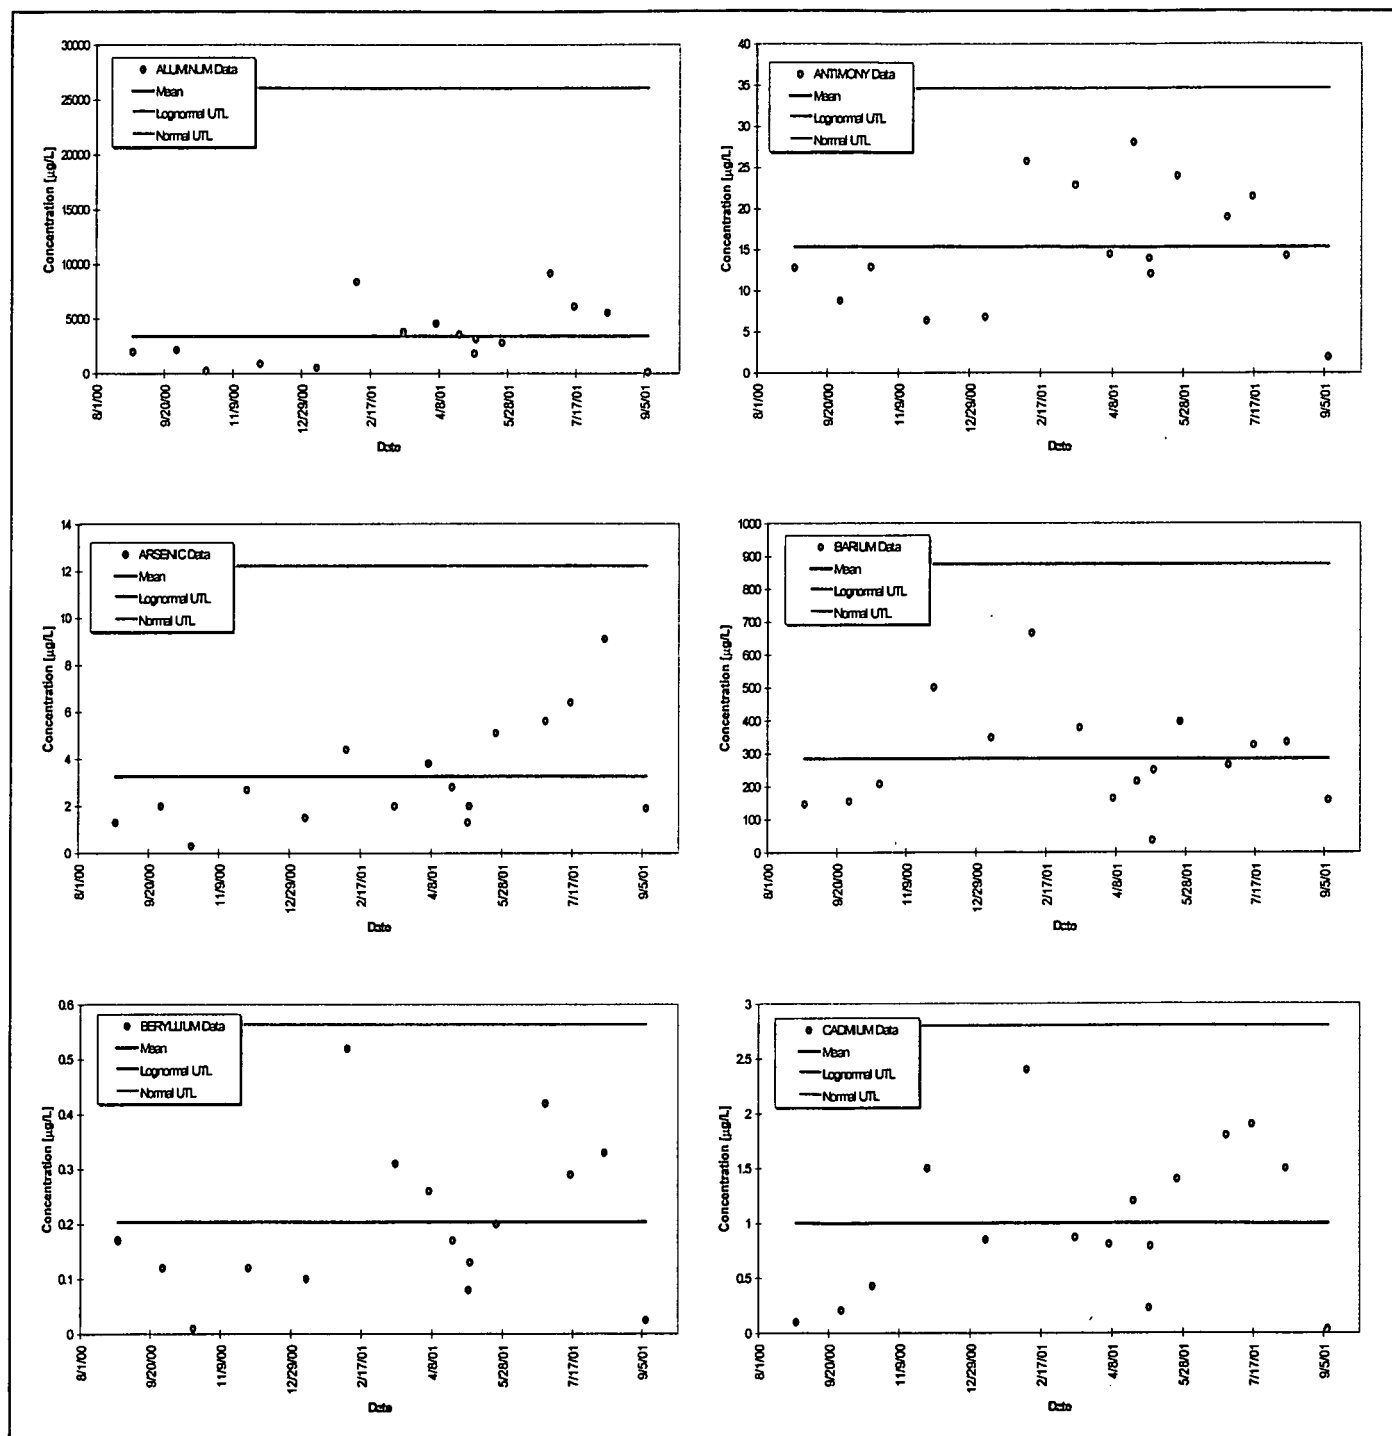 30000
25000
20000
15000
10000
5000
0
Concentration [µg/L]
ALUMINUM Data
Mean
Lognormal UTL
Normal UTL
8/1/00
9/20/00
11/9/00
12/29/00
2/17/01
4/8/01
5/28/01
7/17/01
9/5/01
Date
40
35
30
25
20
15
10
5
0
Concentration [µg/L]
ANTIMONY Data
Mean
Lognormal UTL
Normal UTL
8/1/00
9/20/00
11/9/00
12/29/00
2/17/01
4/8/01
5/28/01
7/17/01
9/5/01
Date
14
12
10
8
6
4
2
0
Concentration [µg/L]
ARSENIC Data
Mean
Lognormal UTL
Normal UTL
8/1/00
9/20/00
11/9/00
12/29/00
2/17/01
4/8/01
5/28/01
7/17/01
9/5/01
Date
1000
900
800
700
600
500
400
300
200
100
0
Concentration [µg/L]
BARIUM Data
Mean
Lognormal UTL
Normal UTL
8/1/00
9/20/00
11/9/00
12/29/00
2/17/01
4/8/01
5/28/01
7/17/01
9/5/01
Date
0.6
0.5
0.4
0.3
0.2
0.1
0
Concentration [µg/L]
BERYLLIUM Data
Mean
Lognormal UTL
Normal UTL
8/1/00
9/20/00
11/9/00
12/29/00
2/17/01
4/8/01
5/28/01
7/17/01
9/5/01
Date
3
2.5
2
1.5
1
0.5
0
Concentration [µg/L]
CADMIUM Data
Mean
Lognormal UTL
Normal UTL
8/1/00
9/20/00
11/9/00
12/29/00
2/17/01
4/8/01
5/28/01
7/17/01
9/5/01
Date